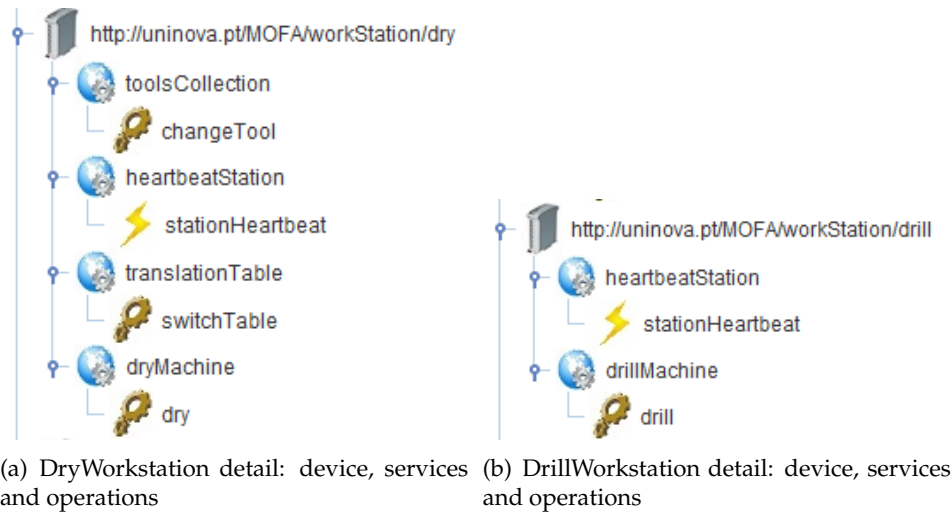 http://uninova.pt/MOFA/workStation/dry
toolsCollection
changeTool
heartbeatStation
stationHeartbeat
translationTable
switchTable
dryMachine
dry
(a) DryWorkstation detail: device, services
and operations
http://uninova.pt/MOFA/workStation/drill
heartbeatStation
stationHeartbeat
drillMachine
drill
(b) DrillWorkstation detail: device, services
and operations